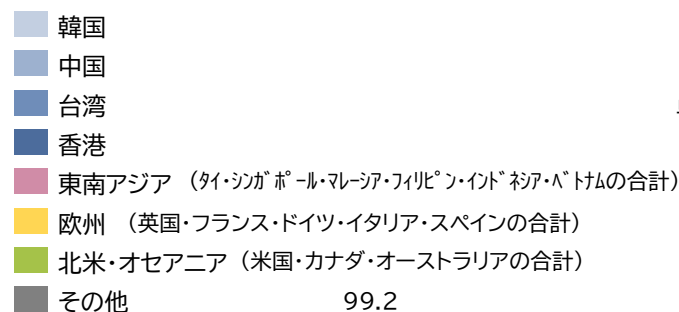 韓国
中国
台湾
香港
東南アジア （ﾀｲ・ｼﾝｶﾞﾎﾟｰﾙ・ﾏﾚｰｼｱ・ﾌｨﾘﾋﾟﾝ・ｲﾝﾄﾞﾈｼｱ・ﾍﾞﾄﾅﾑの合計）
欧州 （英国・フランス・ドイツ・イタリア・スペインの合計）
北米・オセアニア（米国・カナダ・オーストラリアの合計）
その他 99.2